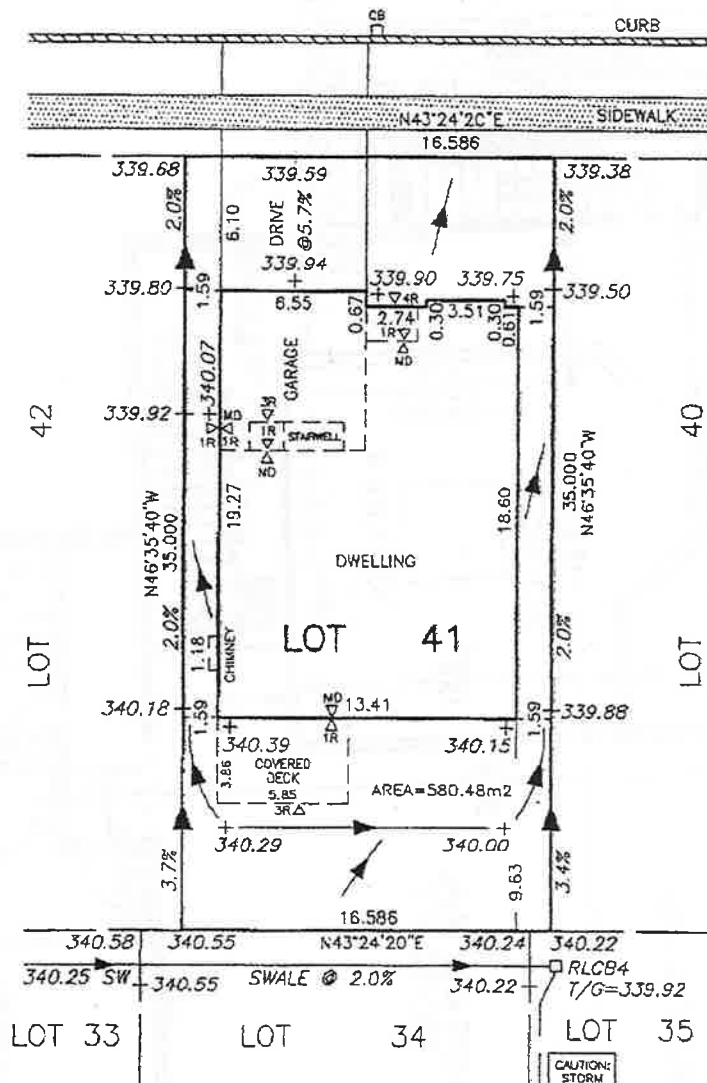 CB
CURB
N43°24'20"E
SIDEWALK
16.586
339.68
339.59
339.38
2.0%
6.10
DRIVE
@5.7%
2.0%
339.94
339.90
339.75
339.80
1.59
6.55
0.67
4R
2.74
0.30
3.51
0.30
0.61
1.59
339.50
1R
MD
GARAGE
340.07
42
339.92
MD
1R
3R
1R
STAIRWELL
MD
40
N46°35'40"W
35.000
19.27
18.60
35.000
N46°35'40"W
DWELLING
LOT 41
2.0%
1.18
CHIMNEY
2.0%
LOT
LOT
MD
13.41
340.18
1.59
1R
1.59
339.88
340.39
340.15
3.86
COVERED
DECK
5.85
3R
AREA=580.48m2
340.29
340.00
3.7%
9.63
3.4%
16.586
340.58
340.55
N43°24'20"E
340.24
340.22
340.25
SW
340.55
SWALE @ 2.0%
340.22
RLCB4
T/G=339.92
LOT 33
LOT 34
LOT 35
CAUTION:
STORM